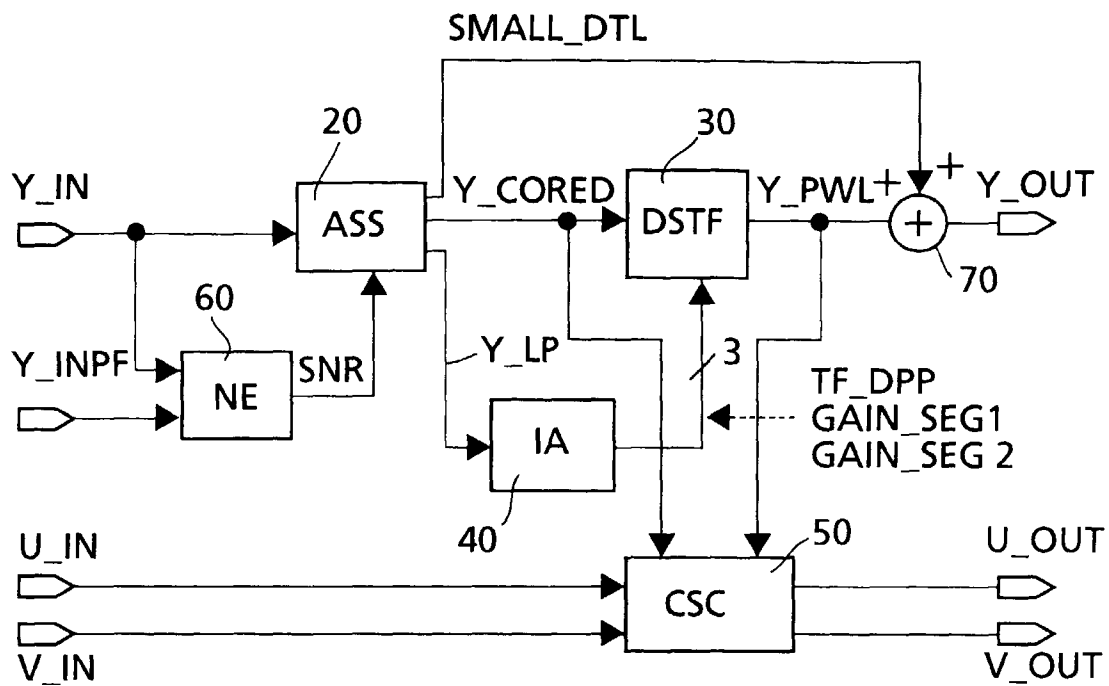 SMALL_DTL
20
30
Y_IN
Y_CORED
Y_PWL
+
+
Y_OUT
ASS
DSTF
+
70
60
Y_INPF
SNR
Y_LP
3
NE
TF_DPP
GAIN_SEG1
GAIN_SEG 2
IA
40
50
U_IN
U_OUT
CSC
V_IN
V_OUT